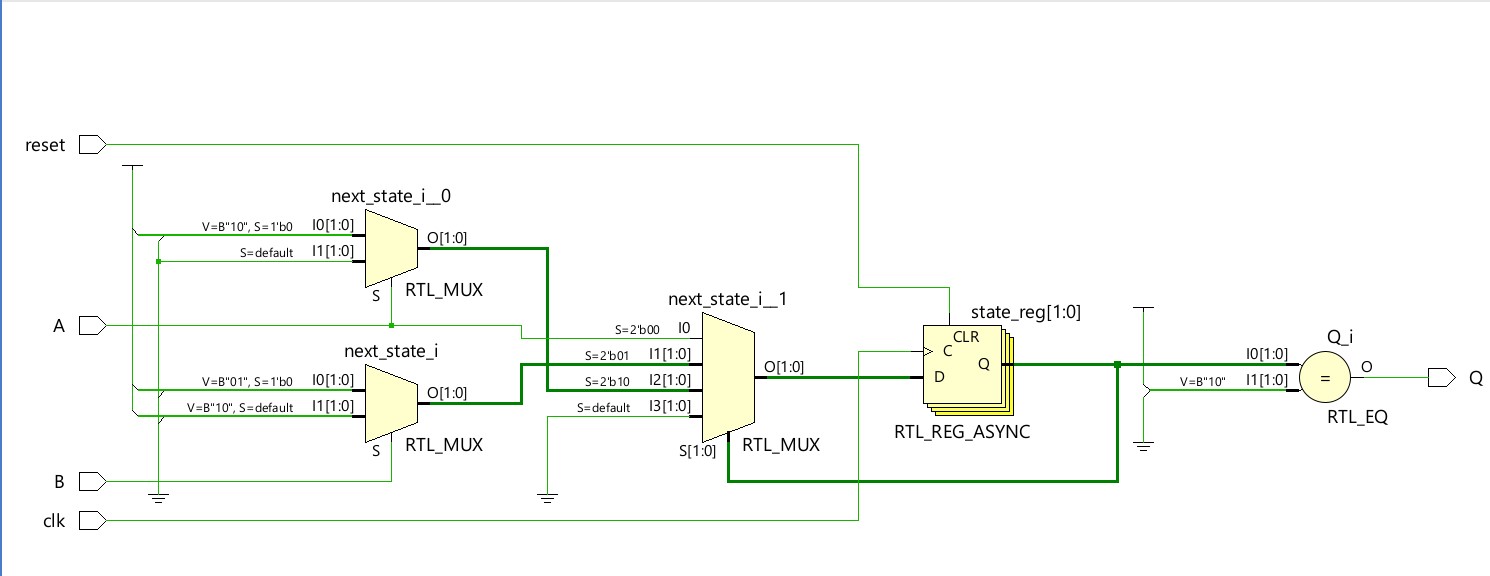 reset
next_state_i__0
V=B"10", S=1'b0 I0[1:0]
S=default I1[1:0]
O[1:0]
S
RTL_MUX
A
next_state_i
V=B"01", S=1'b0 I0[1:0]
V=B"10", S=default I1[1:0]
O[1:0]
S
RTL_MUX
B
clk
next_state_i__1
S=2'b00 I0
S=2'b01 I1[1:0]
S=2'b10 I2[1:0]
S=default I3[1:0]
O[1:0]
S[1:0]
RTL_MUX
state_reg[1:0]
CLR
C
Q
D
RTL_REG_ASYNC
Q_i
I0[1:0]
V=B"10" I1[1:0]
=
O
RTL_EQ
Q